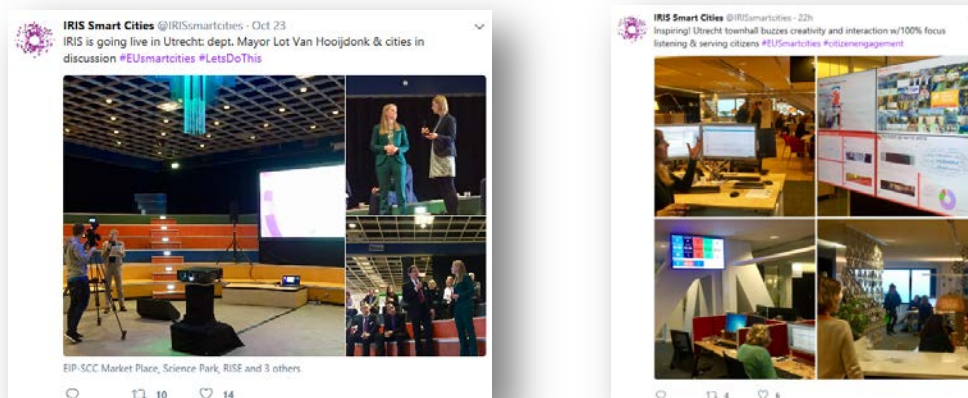 IRIS Smart Cities @IRISsmartcities - Oct 23
IRIS is going live in Utrecht: dept. Mayor Lot Van Hooijdonk & cities in
discussion #EUsmartcities #LetsDoThis
EIP-SCC Market Place, Science Park, RISE and 3 others
10 14
IRIS Smart Cities @IRISsmartcities - 22h
Inspiring! Utrecht townhall buzzes creativity and interaction w/100% focus
listening & serving citizens #EUSmartcities #citizenengagement
4 6